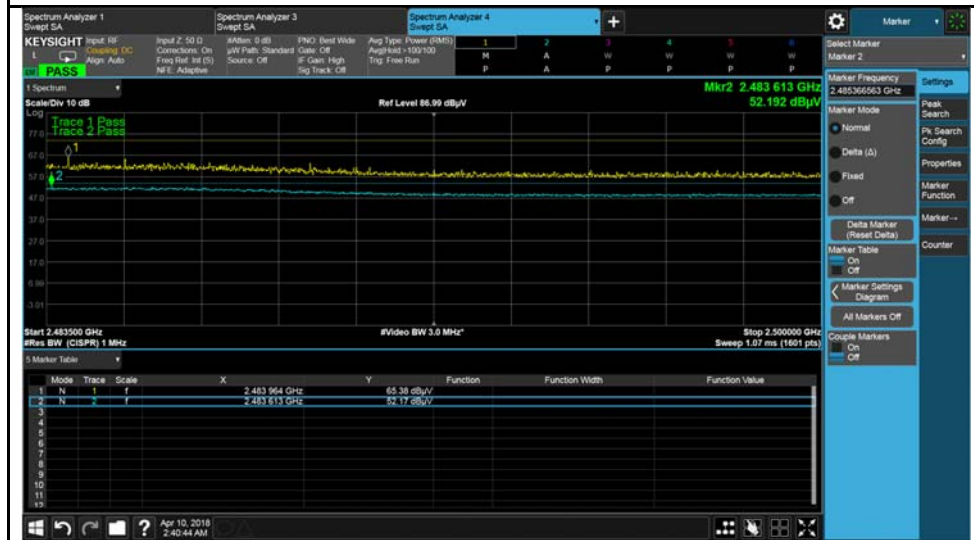 Spectrum Analyzer 1
Swept SA
Spectrum Analyzer 3
Swept SA
Spectrum Analyzer 4
Swept SA
Marker
KEYSIGHT
Input: RF
Coupling: DC
Align: Auto
Input Z: 50 Ω
Corrections: On
Freq Ref: Int (S)
NFE: Adaptive
#Atten: 0 dB
µW Path: Standard
Source: Off
PNO: Best Wide
Gate: Off
IF Gain: High
Sig Track: Off
Avg Type: Power (RMS)
Avg|Hold:>100/100
Trig: Free Run
1 2 3 4 5 6
M A W W W W
P A P P P P
L
PASS
Select Marker
Marker 2
1 Spectrum
Scale/Div 10 dB
Ref Level 86.99 dBµV
Mkr2 2.483 613 GHz
52.192 dBµV
Log
Trace 1 Pass
Trace 2 Pass
77.0
67.0
57.0
47.0
37.0
27.0
17.0
6.99
-3.01
1
2
Start 2.483500 GHz
#Res BW (CISPR) 1 MHz
#Video BW 3.0 MHz*
Stop 2.500000 GHz
Sweep 1.07 ms (1601 pts)
5 Marker Table
Mode Trace Scale X Y Function Function Width Function Value
1 N 1 f 2.483 964 GHz 65.38 dBµV
2 N 2 f 2.483 613 GHz 52.17 dBµV
3
4
5
6
7
8
9
10
11
12
Marker Frequency
2.485366563 GHz
Marker Mode
Normal
Delta (Δ)
Fixed
Off
Delta Marker
(Reset Delta)
Marker Table
On
Off
Marker Settings
Diagram
All Markers Off
Couple Markers
On
Off
Settings
Peak
Search
Pk Search
Config
Properties
Marker
Function
Marker→
Counter
?
Apr 10, 2018
2:40:44 AM